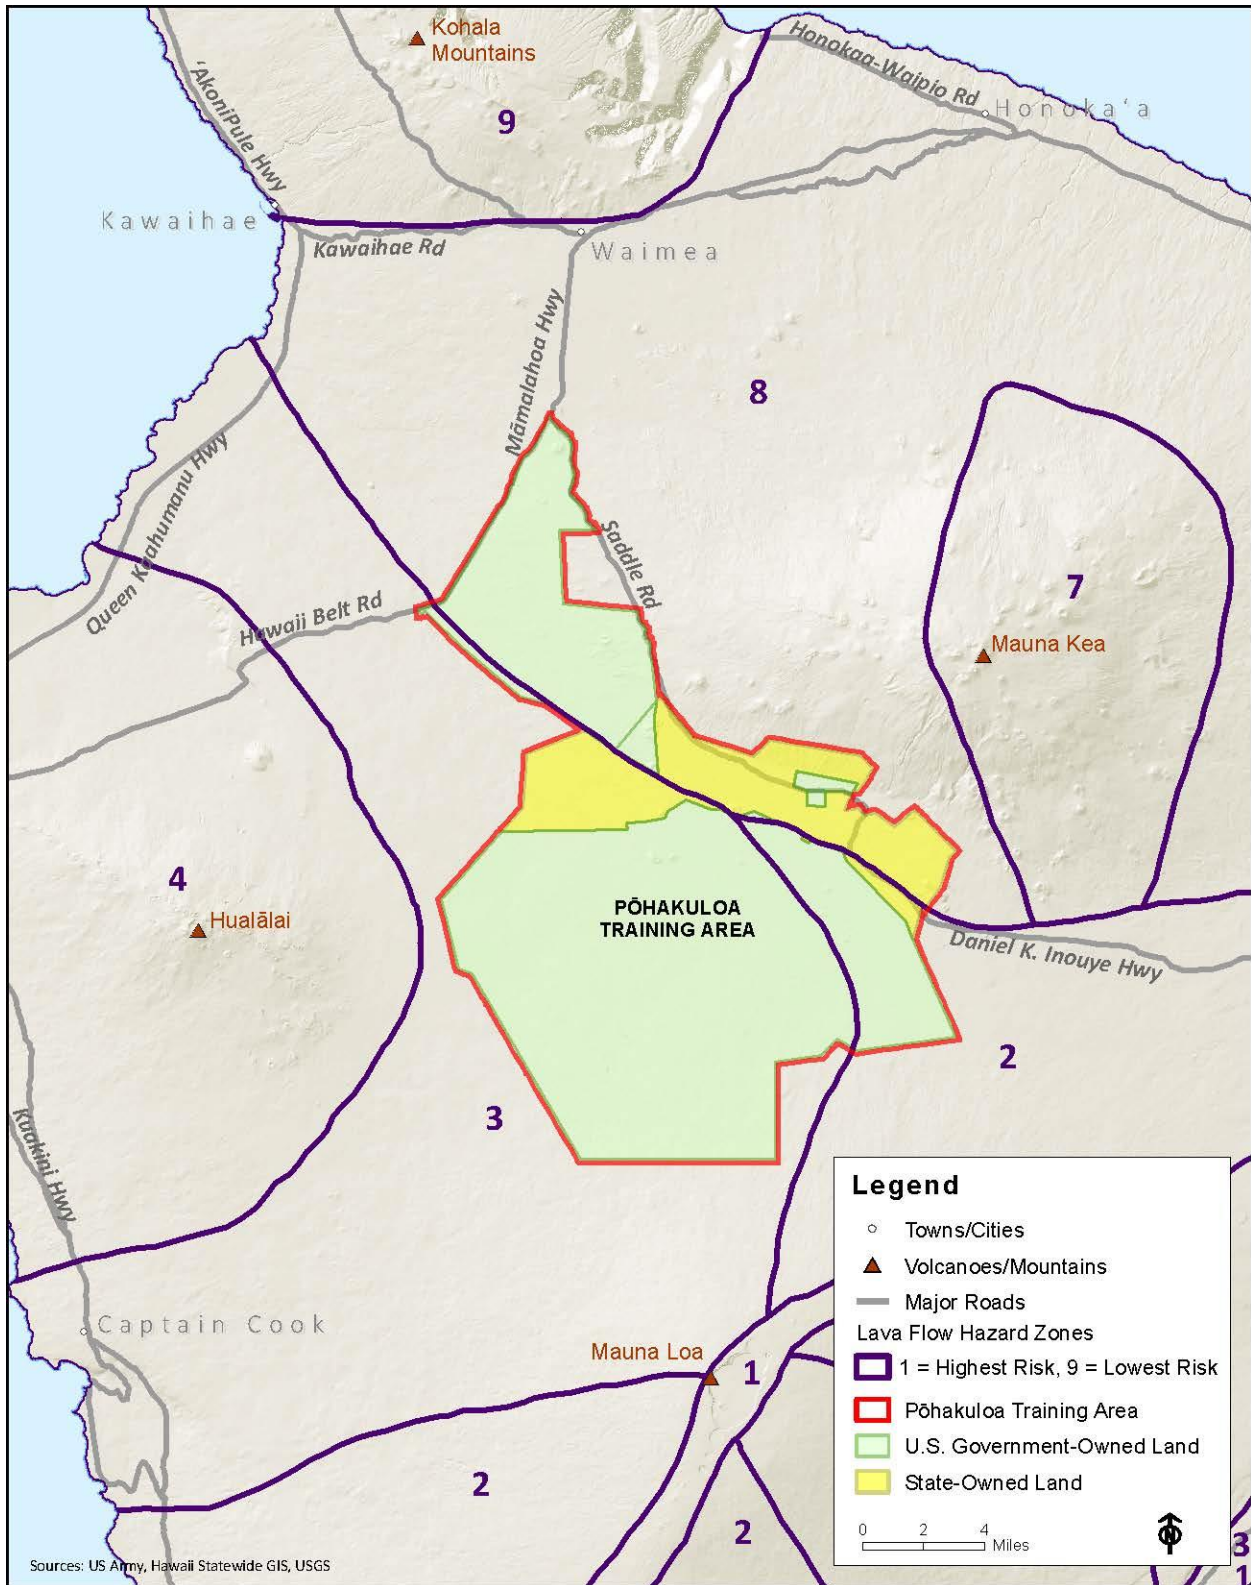 Kohala
Mountains
Honokaa-Waipio Rd
Honoka‘a
‘AkoniPule Hwy
9
Kawaihae
Kawaihae Rd
Waimea
Māmalahoa Hwy
8
Queen Kaahumanu Hwy
Saddle Rd
7
Hawaii Belt Rd
Mauna Kea
4
Hualālai
PŌHAKULOA
TRAINING AREA
Daniel K. Inouye Hwy
2
3
Kuakini Hwy
Captain Cook
Mauna Loa
1
2
2
3
1
Legend
Towns/Cities
Volcanoes/Mountains
Major Roads
Lava Flow Hazard Zones
1 = Highest Risk, 9 = Lowest Risk
Pōhakuloa Training Area
U.S. Government-Owned Land
State-Owned Land
0 2 4
Miles
N
Sources: US Army, Hawaii Statewide GIS, USGS